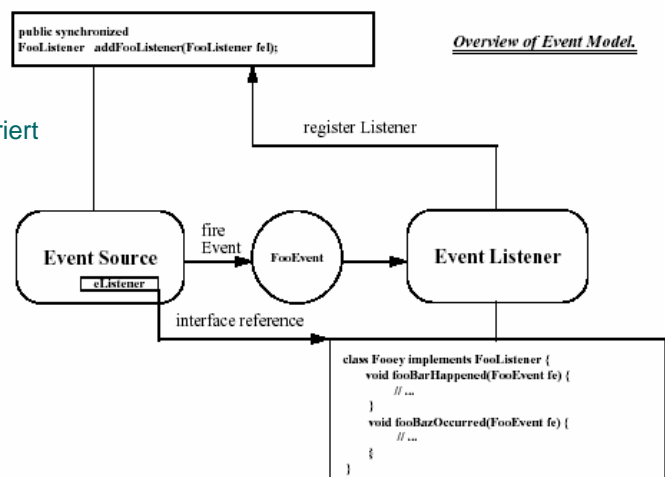 public synchronized
FooListener addFooListener(FooListener fel);
Overview of Event Model.
riert
register Listener
fire
Event
Event Source
eListener
FooEvent
Event Listener
interface reference
class Fooey implements FooListener {
void fooBarHappened(FooEvent fe) {
// ...
}
void fooBazOccurred(FooEvent fe) {
// ...
}
}